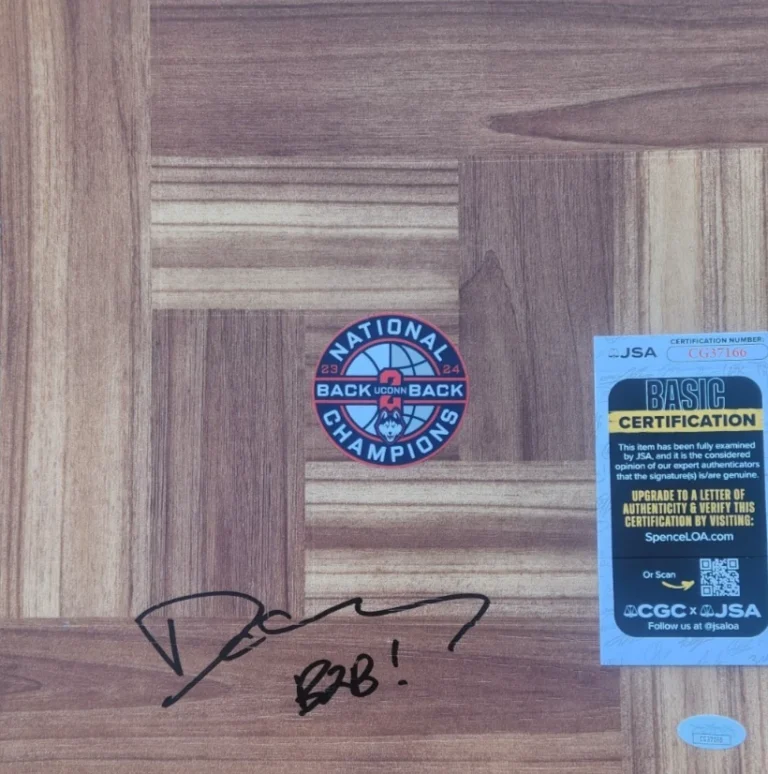 NATIONAL
23 24
BACK UCONN BACK
2
CHAMPIONS
JSA
CERTIFICATION NUMBER:
CG37166
BASIC
CERTIFICATION
This item has been fully examined
by JSA, and it is the considered
opinion of our expert authenticators
that the signature(s) is/are genuine.
UPGRADE TO A LETTER OF
AUTHENTICITY & VERIFY THIS
CERTIFICATION BY VISITING:
SpenceLOA.com
Or Scan
CGC x JSA
Follow us at @jsaloa
B2B!